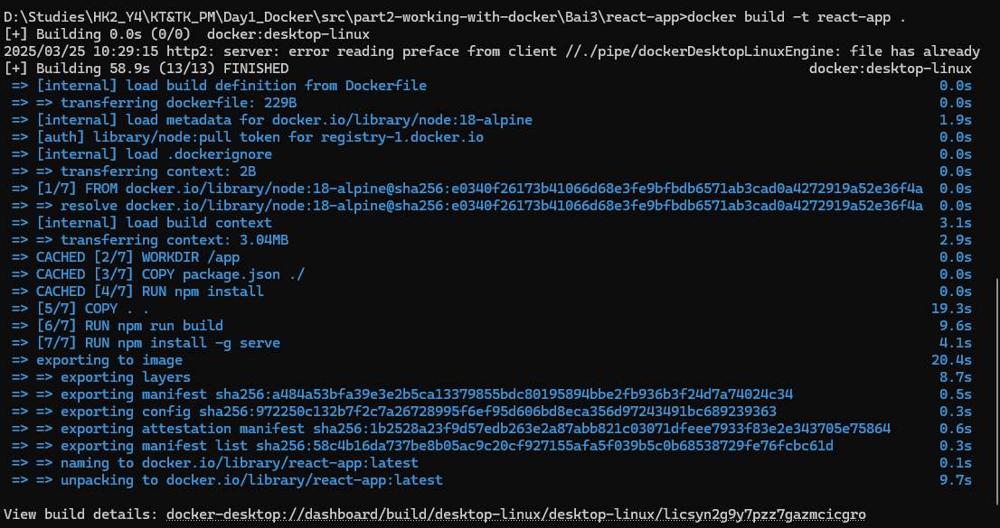 D:\Studies\HK2_Y4\KT&TK_PM\Day1_Docker\src\part2-working-with-docker\Bai3\react-app>docker build -t react-app .
[+] Building 0.0s (0/0)  docker:desktop-linux
2025/03/25 10:29:15 http2: server: error reading preface from client //./pipe/dockerDesktopLinuxEngine: file has already
[+] Building 58.9s (13/13) FINISHED docker:desktop-linux
=> [internal] load build definition from Dockerfile 0.0s
=> => transferring dockerfile: 229B 0.0s
=> [internal] load metadata for docker.io/library/node:18-alpine 1.9s
=> [auth] library/node:pull token for registry-1.docker.io 0.0s
=> [internal] load .dockerignore 0.0s
=> => transferring context: 2B 0.0s
=> [1/7] FROM docker.io/library/node:18-alpine@sha256:e0340f26173b41066d68e3fe9bfbdb6571ab3cad0a4272919a52e36f4a 0.0s
=> => resolve docker.io/library/node:18-alpine@sha256:e0340f26173b41066d68e3fe9bfbdb6571ab3cad0a4272919a52e36f4a 0.0s
=> [internal] load build context 3.1s
=> => transferring context: 3.04MB 2.9s
=> CACHED [2/7] WORKDIR /app 0.0s
=> CACHED [3/7] COPY package.json ./ 0.0s
=> CACHED [4/7] RUN npm install 0.0s
=> [5/7] COPY . . 19.3s
=> [6/7] RUN npm run build 9.6s
=> [7/7] RUN npm install -g serve 4.1s
=> exporting to image 20.4s
=> => exporting layers 8.7s
=> => exporting manifest sha256:a484a53bfa39e3e2b5ca13379855bdc80195894bbe2fb936b3f24d7a74024c34 0.5s
=> => exporting config sha256:972250c132b7f2c7a26728995f6ef95d606bd8eca356d97243491bc689239363 0.3s
=> => exporting attestation manifest sha256:1b2528a23f9d57edb263e2a87abb821c03071dfeee7933f83e2e343705e75864 0.6s
=> => exporting manifest list sha256:58c4b16da737be8b05ac9c20cf927155afa5f039b5c0b68538729fe76fcbc61d 0.3s
=> => naming to docker.io/library/react-app:latest 0.1s
=> => unpacking to docker.io/library/react-app:latest 9.7s
View build details: docker-desktop://dashboard/build/desktop-linux/desktop-linux/licsyn2g9y7pzz7gazmcicgro